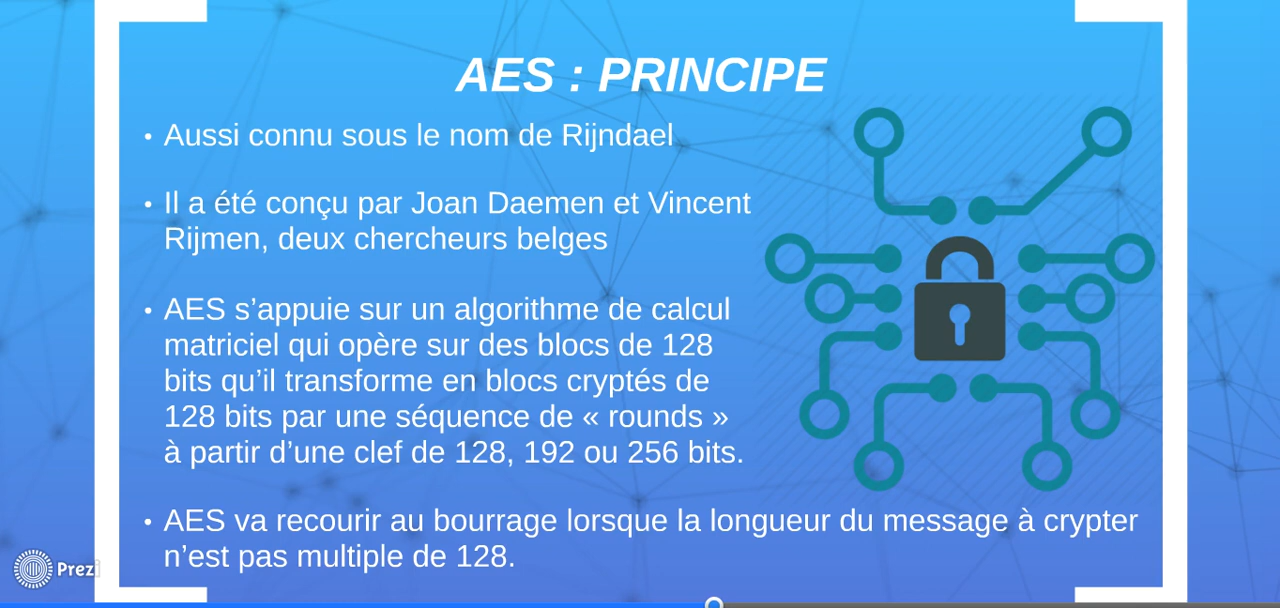 AES : PRINCIPE
• Aussi connu sous le nom de Rijndael
• Il a été conçu par Joan Daemen et Vincent
Rijmen, deux chercheurs belges
• AES s’appuie sur un algorithme de calcul
matriciel qui opère sur des blocs de 128
bits qu’il transforme en blocs cryptés de
128 bits par une séquence de « rounds »
à partir d’une clef de 128, 192 ou 256 bits.
• AES va recourir au bourrage lorsque la longueur du message à crypter
n’est pas multiple de 128.
Prezi